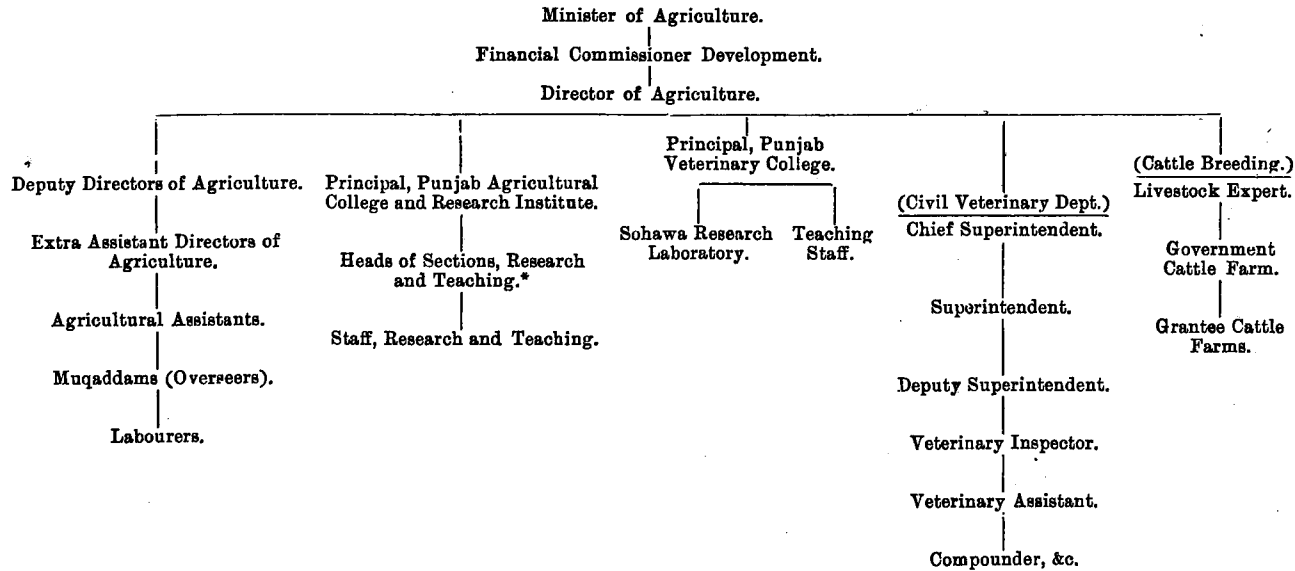 Minister of Agriculture.
Financial Commissioner Development.
Director of Agriculture.
Deputy Directors of Agriculture.
Extra Assistant Directors of
Agriculture.
Agricultural Assistants.
Muqaddams (Overseers).
Labourers.
Principal, Punjab Agricultural
College and Research Institute.
Heads of Sections, Research
and Teaching.*
Staff, Research and Teaching.
Principal, Punjab
Veterinary College.
Sohawa Research
Laboratory.
Teaching
Staff.
(Civil Veterinary Dept.)
Chief Superintendent.
Superintendent.
Deputy Superintendent.
Veterinary Inspector.
Veterinary Assistant.
Compounder, &c.
(Cattle Breeding.)
Livestock Expert.
Government
Cattle Farm.
Grantee Cattle
Farms.